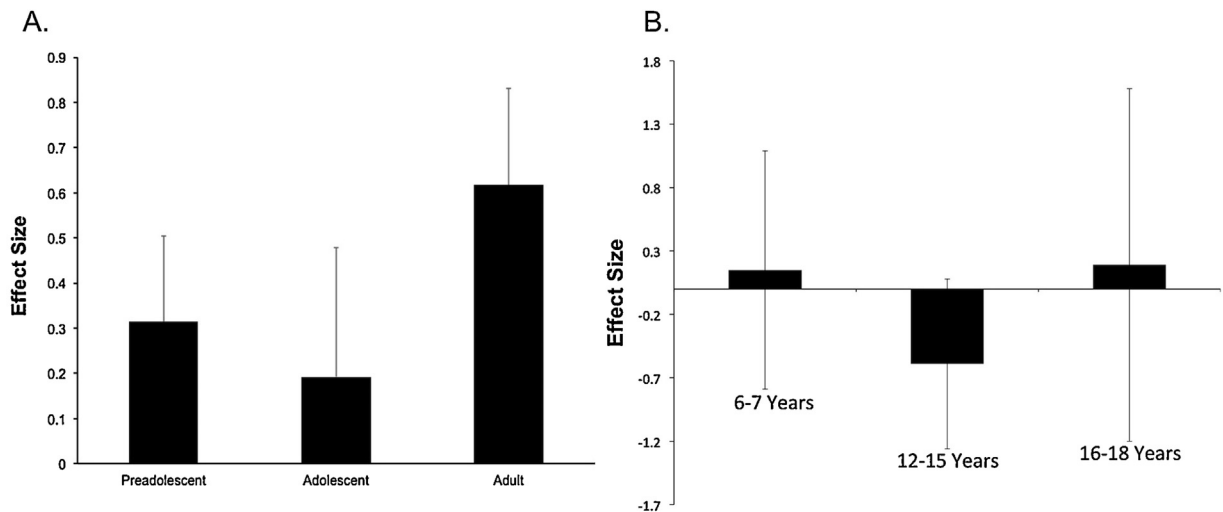 A.
0.9
0.8
0.7
0.6
0.5
0.4
0.3
0.2
0.1
0
Effect Size
Preadolescent Adolescent Adult
B.
1.8
1.3
0.8
0.3
-0.2
-0.7
-1.2
-1.7
Effect Size
6-7 Years
12-15 Years
16-18 Years